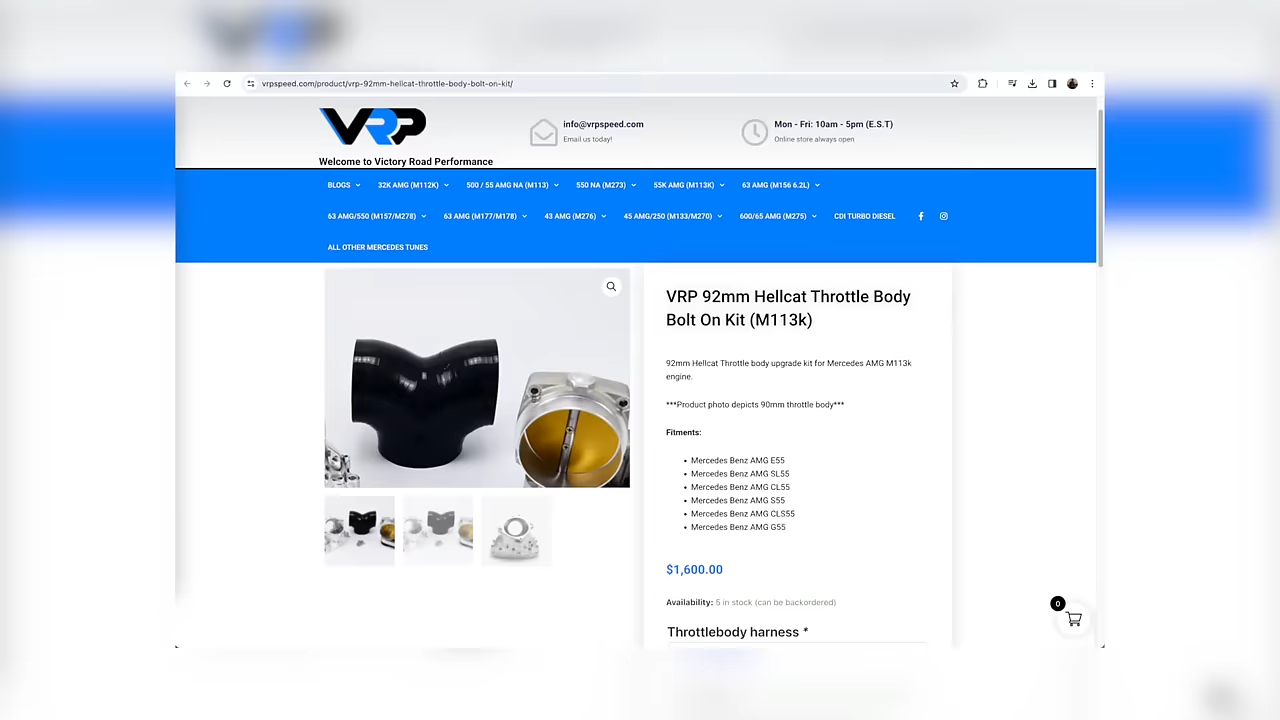 vrpspeed.com/product/vrp-92mm-hellcat-throttle-body-bolt-on-kit/
VRP
Welcome to Victory Road Performance
info@vrpspeed.com
Email us today!
Mon - Fri: 10am - 5pm (E.S.T)
Online store always open
BLOGS 32K AMG (M112K) 500 / 55 AMG NA (M113) 550 NA (M273) 55K AMG (M113K) 63 AMG (M156 6.2L)
63 AMG/550 (M157/M278) 63 AMG (M177/M178) 43 AMG (M276) 45 AMG/250 (M133/M270) 600/65 AMG (M275) CDI TURBO DIESEL
ALL OTHER MERCEDES TUNES
VRP 92mm Hellcat Throttle Body
Bolt On Kit (M113k)
92mm Hellcat Throttle body upgrade kit for Mercedes AMG M113k
engine.
***Product photo depicts 90mm throttle body***
Fitments:
• Mercedes Benz AMG E55
• Mercedes Benz AMG SL55
• Mercedes Benz AMG CL55
• Mercedes Benz AMG S55
• Mercedes Benz AMG CLS55
• Mercedes Benz AMG G55
$1,600.00
Availability: 5 in stock (can be backordered)
0
Throttlebody harness *